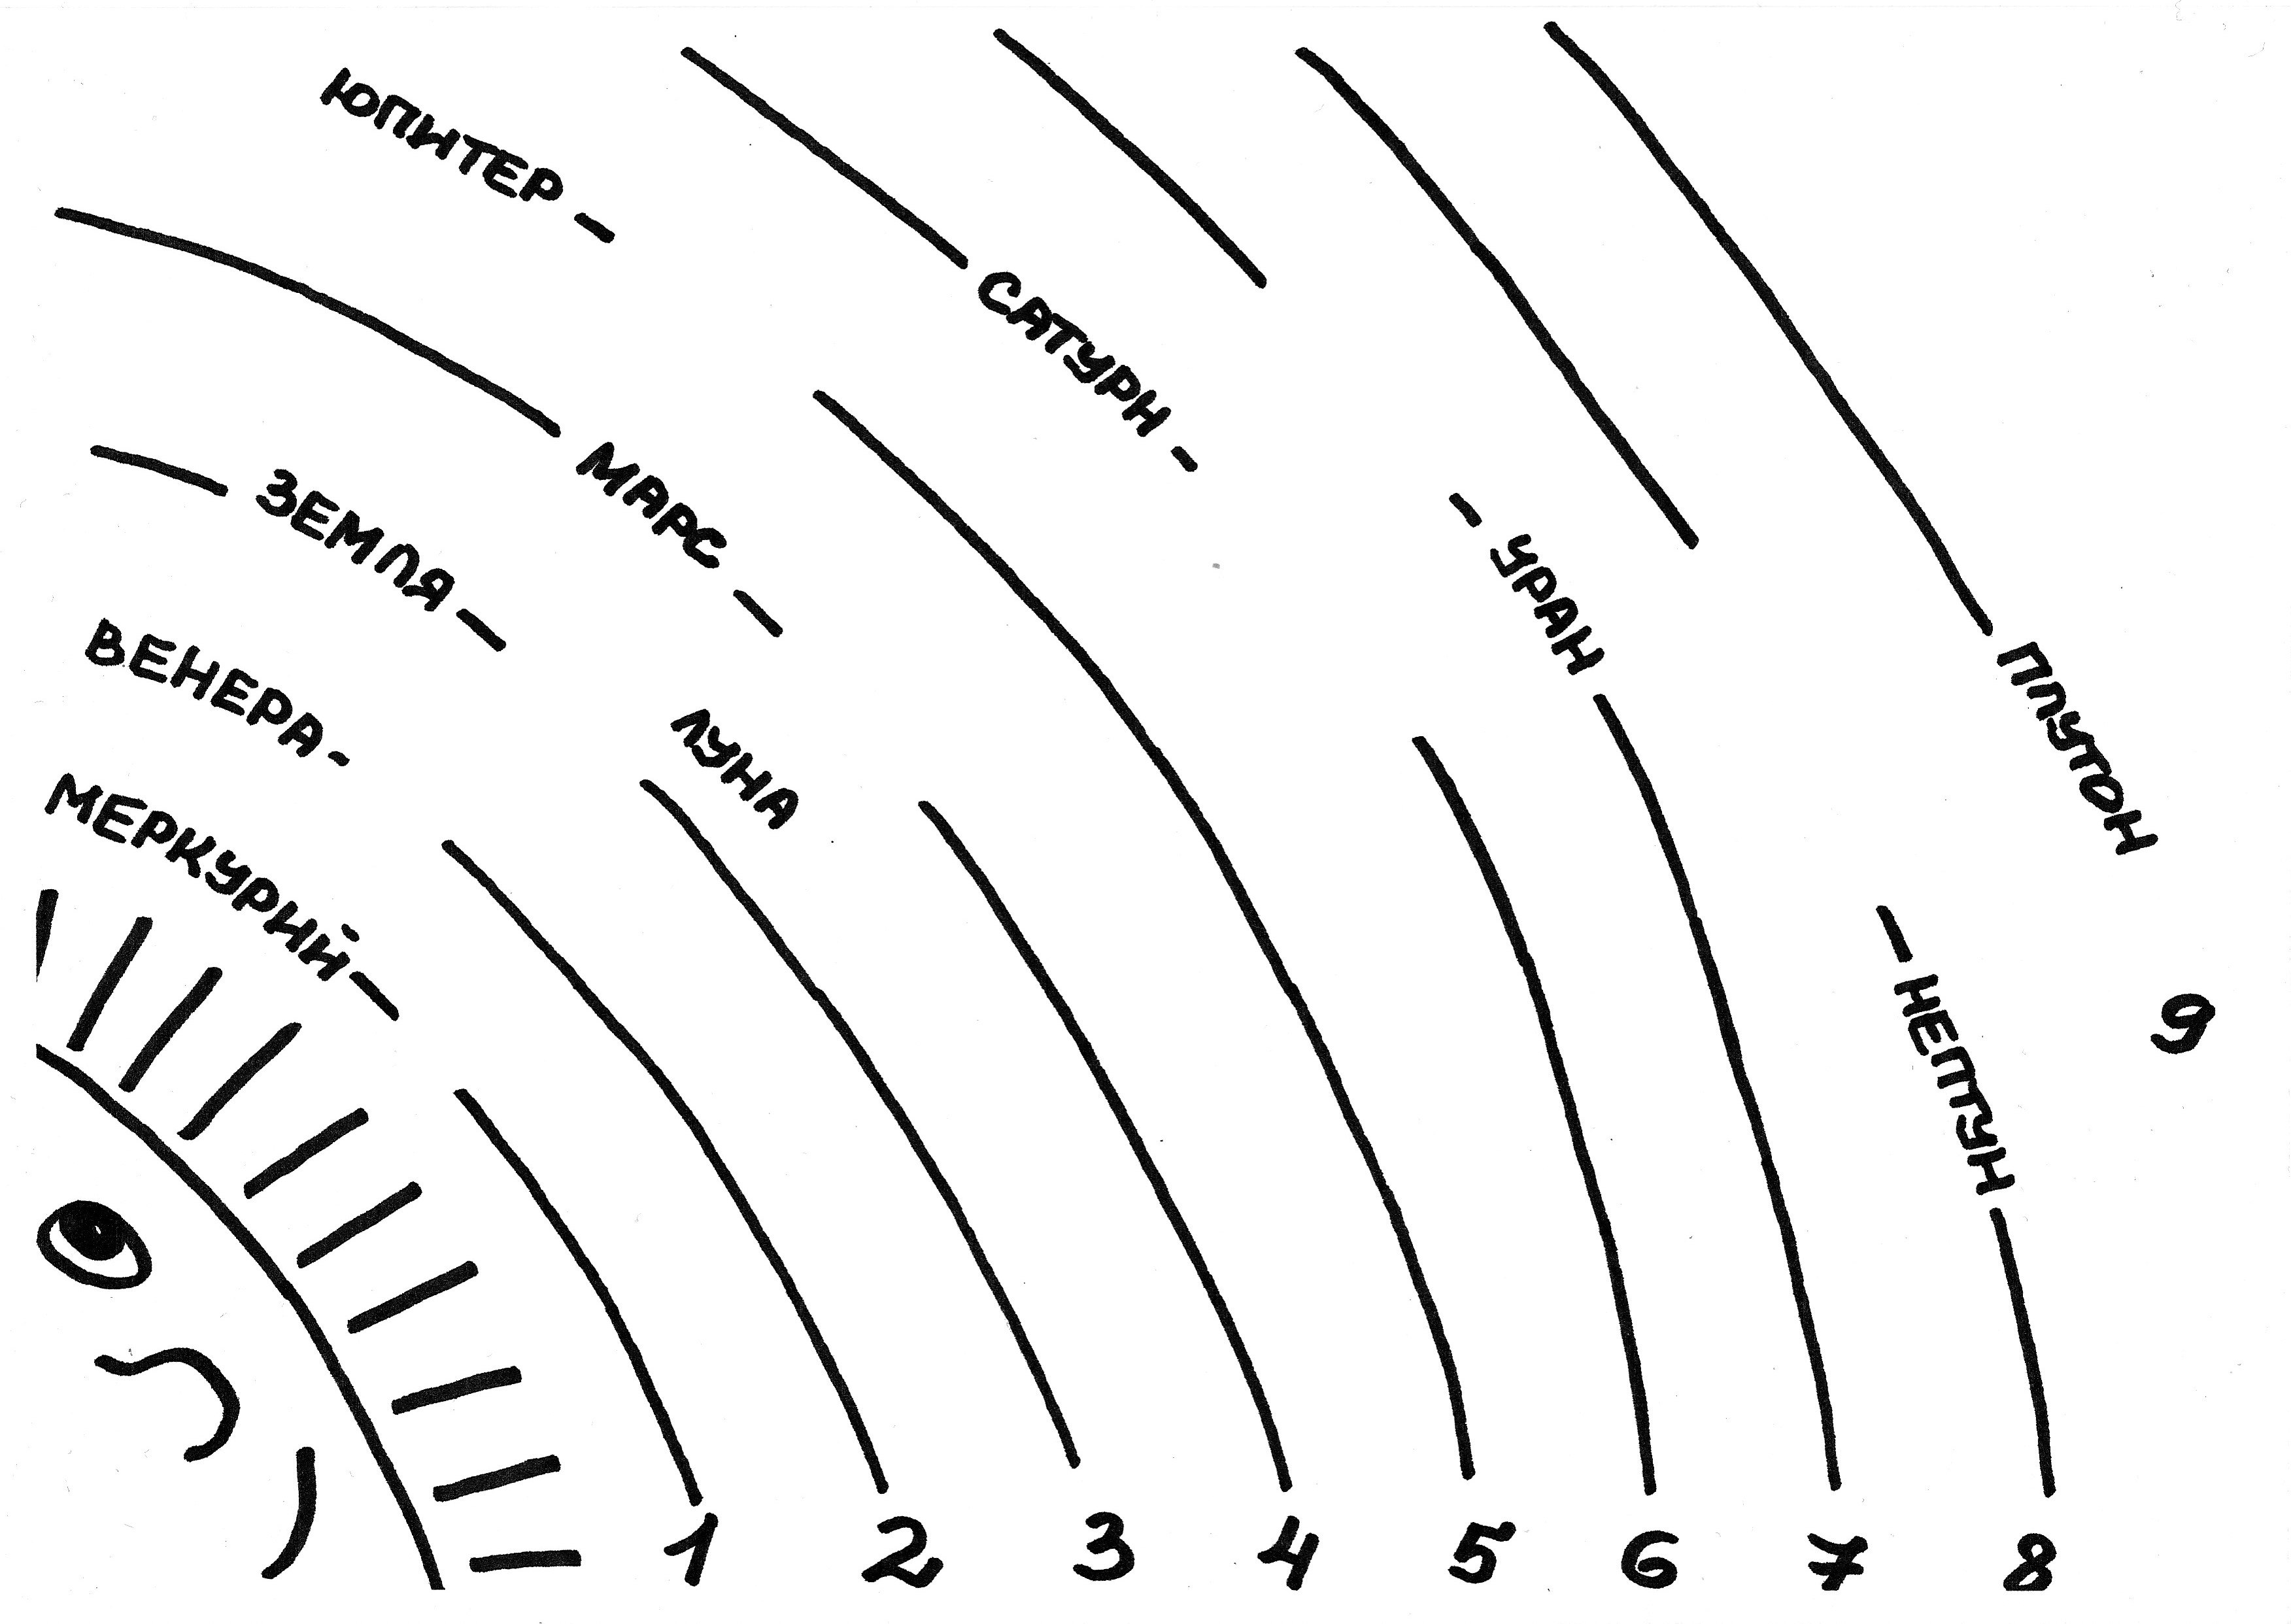 ЮПИТЕР -
САТУРН -
МАРС -
ЗЕМЛЯ -
- УРАН
ВЕНЕРА -
ПЛУТОН
ЛУНА
МЕРКУРИЙ -
- НЕПТУН
9
1 2 3 4 5 6 7 8